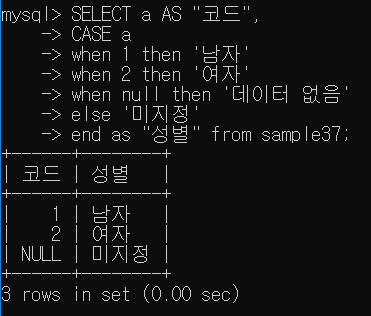 mysql> SELECT a AS "코드",
    -> CASE a
    -> when 1 then '남자'
    -> when 2 then '여자'
    -> when null then '데이터 없음'
    -> else '미지정'
    -> end as "성별" from sample37;
+------+--------+
| 코드 | 성별   |
+------+--------+
|    1 | 남자   |
|    2 | 여자   |
| NULL | 미지정 |
+------+--------+
3 rows in set (0.00 sec)